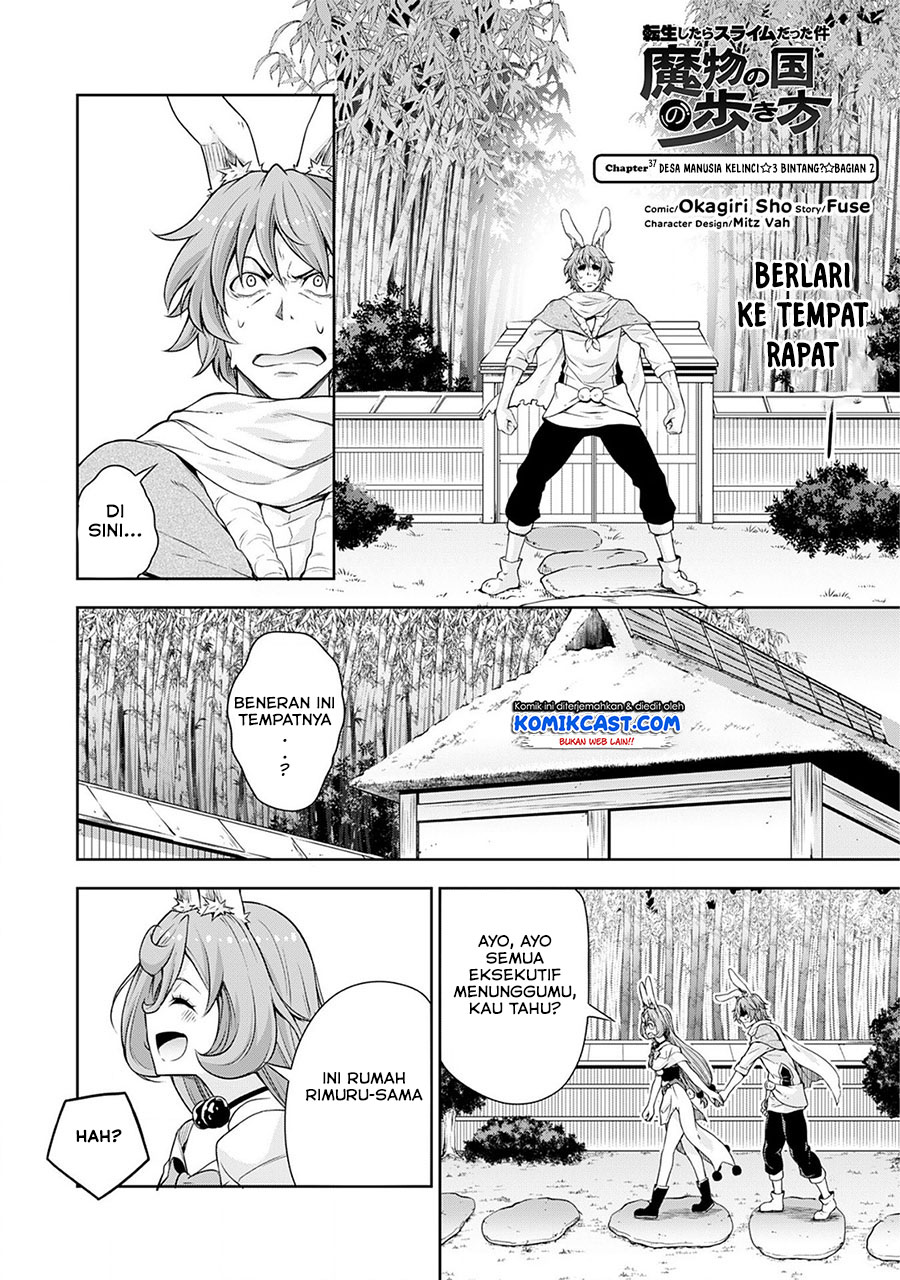 転生したらスライムだった件
魔物の国
の歩き方
Chapter 37 DESA MANUSIA KELINCI☆3 BINTANG?☆BAGIAN 2
Comic/Okagiri Sho Story/Fuse
Character Design/Mitz Vah
BERLARI
KE TEMPAT
RAPAT
DI
SINI...
BENERAN INI
TEMPATNYA
.
.
?
Komik ini diterjemahkan & diedit oleh
KOMIKCAST.COM
BUKAN WEB LAIN!!
AYO, AYO
SEMUA
EKSEKUTIF
MENUNGGUMU,
KAU TAHU?
INI RUMAH
RIMURU-SAMA
HAH?